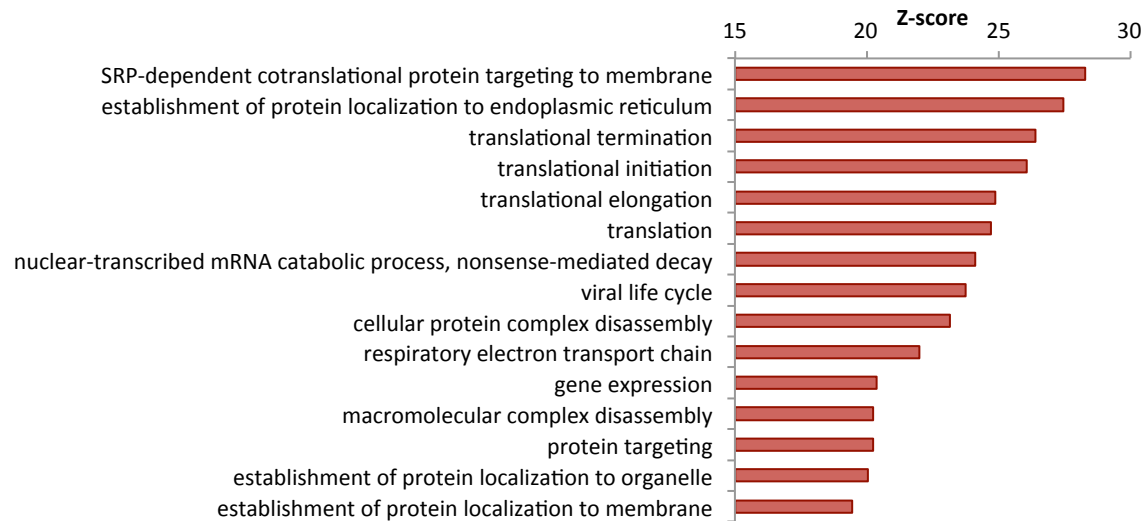 Z-score
15 20 25 30
SRP-dependent cotranslational protein targeting to membrane
establishment of protein localization to endoplasmic reticulum
translational termination
translational initiation
translational elongation
translation
nuclear-transcribed mRNA catabolic process, nonsense-mediated decay
viral life cycle
cellular protein complex disassembly
respiratory electron transport chain
gene expression
macromolecular complex disassembly
protein targeting
establishment of protein localization to organelle
establishment of protein localization to membrane